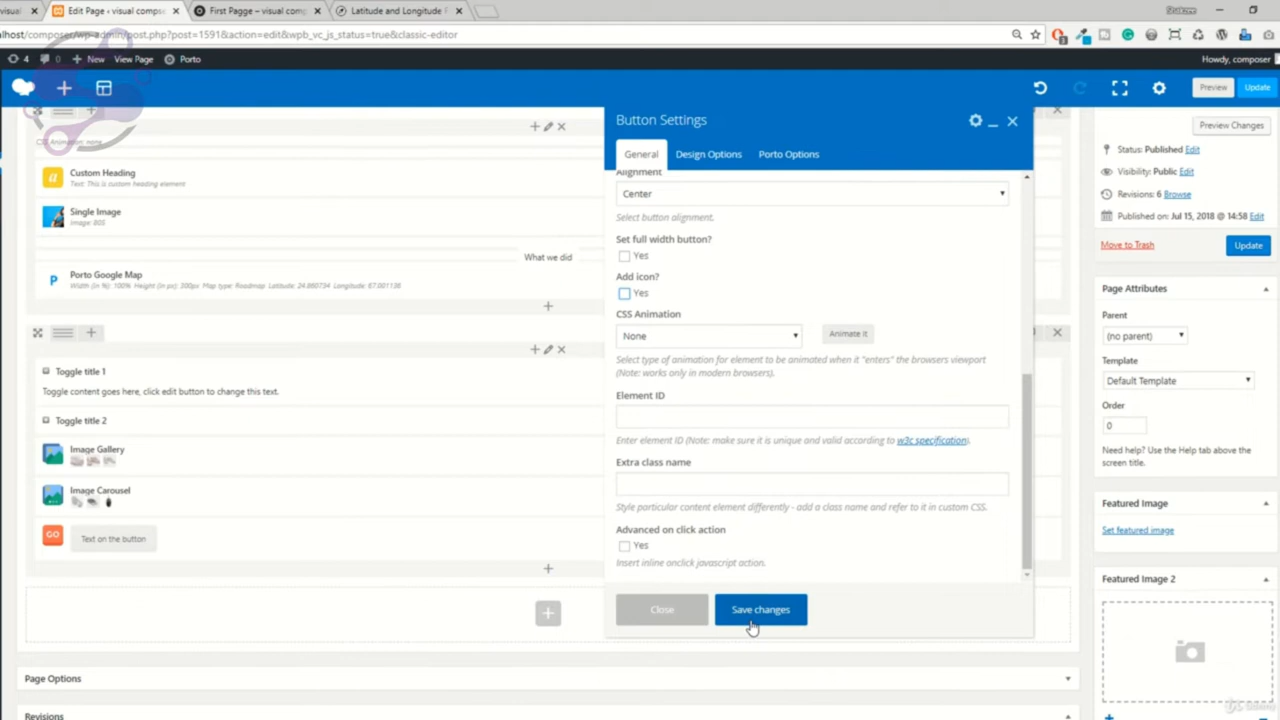 visual
Edit Page ‹ visual compos
First Pagge – visual comp
Latitude and Longitude F
lhost/composer/wp-admin/post.php?post=1591&action=edit&wpb_vc_js_status=true&classic-editor
4
0
New
View Page
Porto
Howdy, composer
Preview
Update
CSS Animation: none
Custom Heading
Text: This is custom heading element
Single Image
Image: 805
What we did
Porto Google Map
Width (in %): 100% Height (in px): 200px Map type: Roadmap Latitude: 24.860734 Longitude: 67.001136
Toggle title 1
Toggle content goes here, click edit button to change this text.
Toggle title 2
Image Gallery
Image Carousel
GO
Text on the button
Page Options
Revisions
Button Settings
General
Design Options
Porto Options
Alignment
Center
Select button alignment.
Set full width button?
Yes
Add icon?
Yes
CSS Animation
None
Animate it
Select type of animation for element to be animated when it "enters" the browsers viewport
(Note: works only in modern browsers).
Element ID
Enter element ID (Note: make sure it is unique and valid according to w3c specification).
Extra class name
Style particular content element differently - add a class name and refer to it in custom CSS.
Advanced on click action
Yes
Insert inline onclick javascript action.
Close
Save changes
Preview Changes
Status: Published Edit
Visibility: Public Edit
Revisions: 6 Browse
Published on: Jul 15, 2018 @ 14:58 Edit
Move to Trash
Update
Page Attributes
Parent
(no parent)
Template
Default Template
Order
0
Need help? Use the Help tab above the
screen title.
Featured Image
Set featured image
Featured Image 2